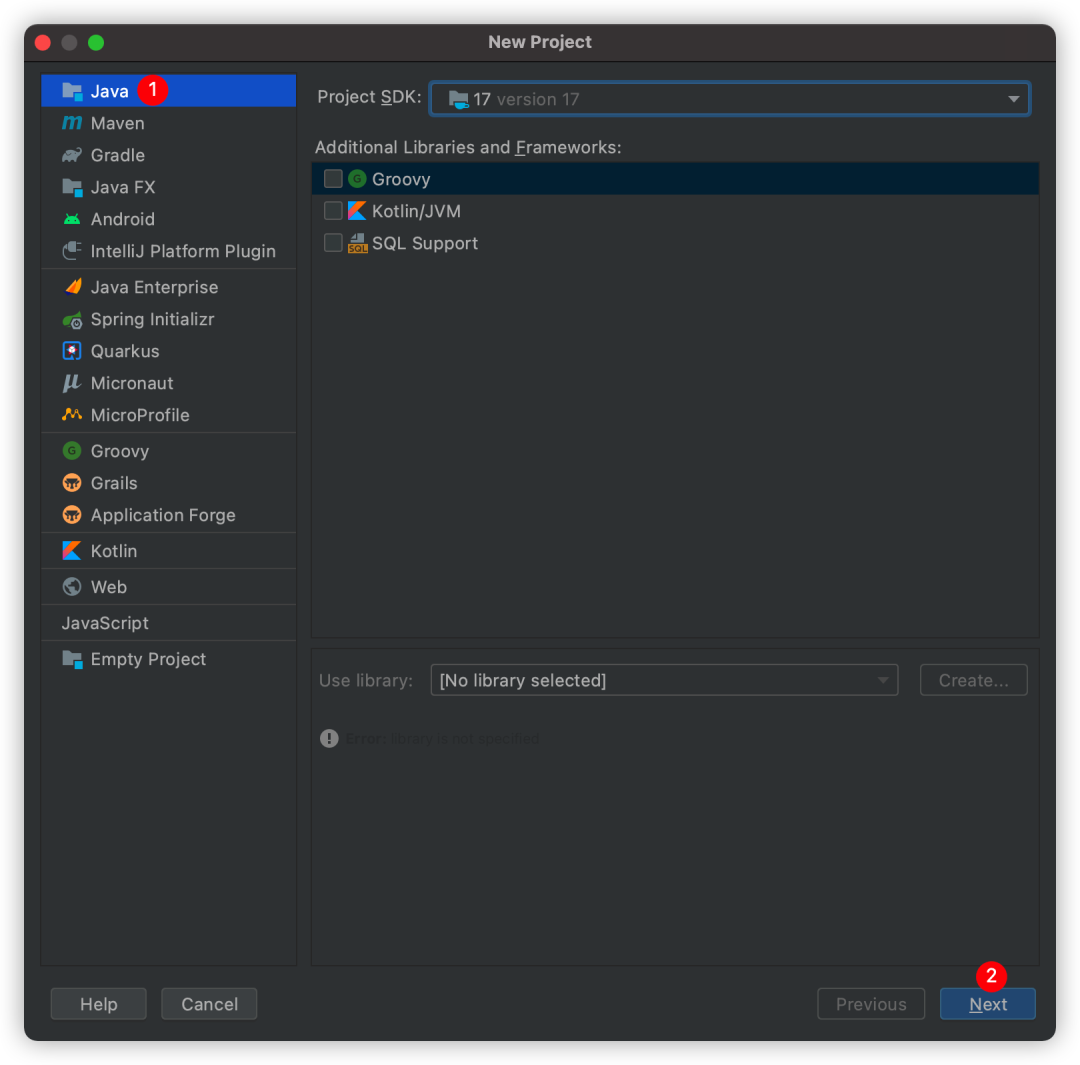 New Project
Java 1
Maven
Gradle
Java FX
Android
IntelliJ Platform Plugin
Java Enterprise
Spring Initializr
Quarkus
Micronaut
MicroProfile
Groovy
Grails
Application Forge
Kotlin
Web
JavaScript
Empty Project
Project SDK: 17 version 17
Additional Libraries and Frameworks:
Groovy
Kotlin/JVM
SQL Support
Use library: [No library selected] Create...
Error: library is not specified
2
Help Cancel Previous Next